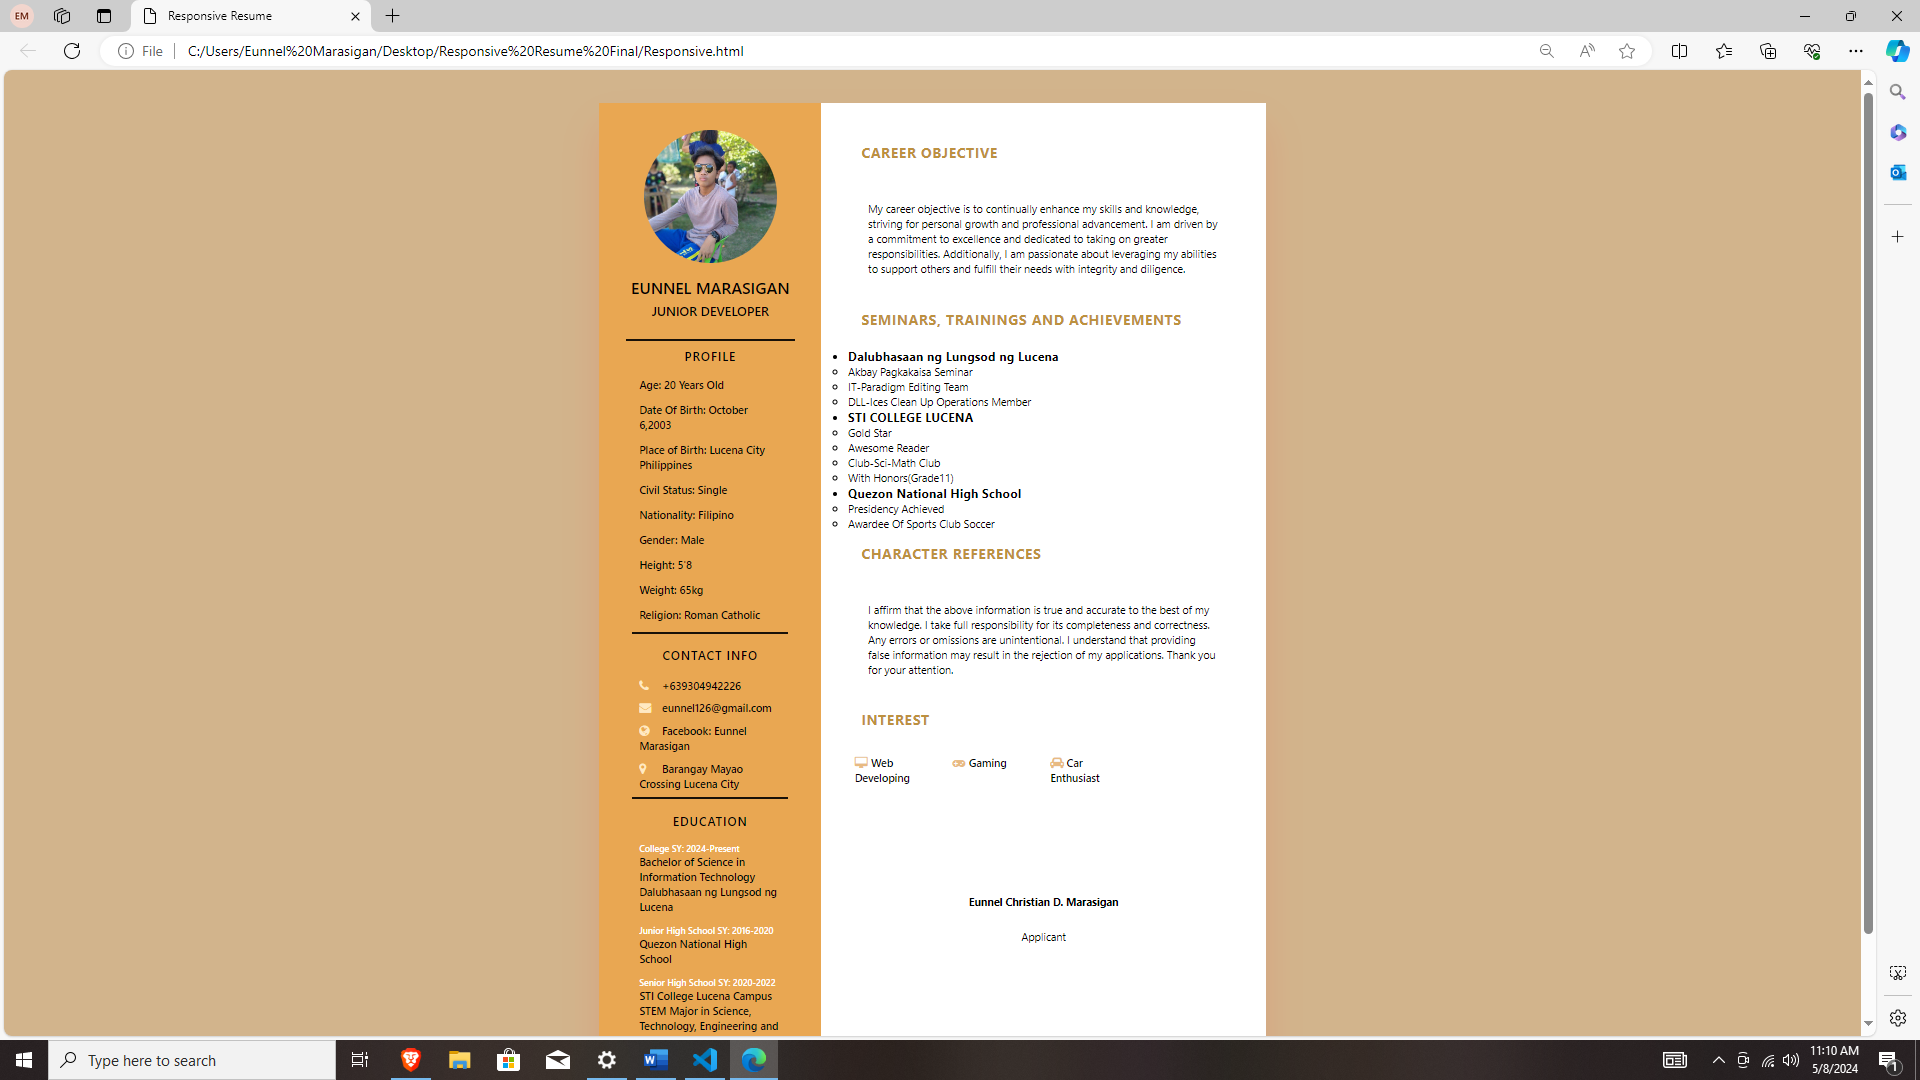 EM
Responsive Resume
File
C:/Users/Eunnel%20Marasigan/Desktop/Responsive%20Resume%20Final/Responsive.html
EUNNEL MARASIGAN
JUNIOR DEVELOPER
PROFILE
Age: 20 Years Old
Date Of Birth: October
6,2003
Place of Birth: Lucena City
Philippines
Civil Status: Single
Nationality: Filipino
Gender: Male
Height: 5'8
Weight: 65kg
Religion: Roman Catholic
CONTACT INFO
+639304942226
eunnel126@gmail.com
Facebook: Eunnel
Marasigan
Barangay Mayao
Crossing Lucena City
EDUCATION
College SY: 2024-Present
Bachelor of Science in
Information Technology
Dalubhasaan ng Lungsod ng
Lucena
Junior High School SY: 2016-2020
Quezon National High
School
Senior High School SY: 2020-2022
STI College Lucena Campus
STEM Major in Science,
Technology, Engineering and
CAREER OBJECTIVE
My career objective is to continually enhance my skills and knowledge,
striving for personal growth and professional advancement. I am driven by
a commitment to excellence and dedicated to taking on greater
responsibilities. Additionally, I am passionate about leveraging my abilities
to support others and fulfill their needs with integrity and diligence.
SEMINARS, TRAININGS AND ACHIEVEMENTS
Dalubhasaan ng Lungsod ng Lucena
Akbay Pagkakaisa Seminar
IT-Paradigm Editing Team
DLL-Ices Clean Up Operations Member
STI COLLEGE LUCENA
Gold Star
Awesome Reader
Club-Sci-Math Club
With Honors(Grade11)
Quezon National High School
Presidency Achieved
Awardee Of Sports Club Soccer
CHARACTER REFERENCES
I affirm that the above information is true and accurate to the best of my
knowledge. I take full responsibility for its completeness and correctness.
Any errors or omissions are unintentional. I understand that providing
false information may result in the rejection of my applications. Thank you
for your attention.
INTEREST
Web
Developing
Gaming
Car
Enthusiast
Eunnel Christian D. Marasigan
Applicant
Type here to search
11:10 AM
5/8/2024
1